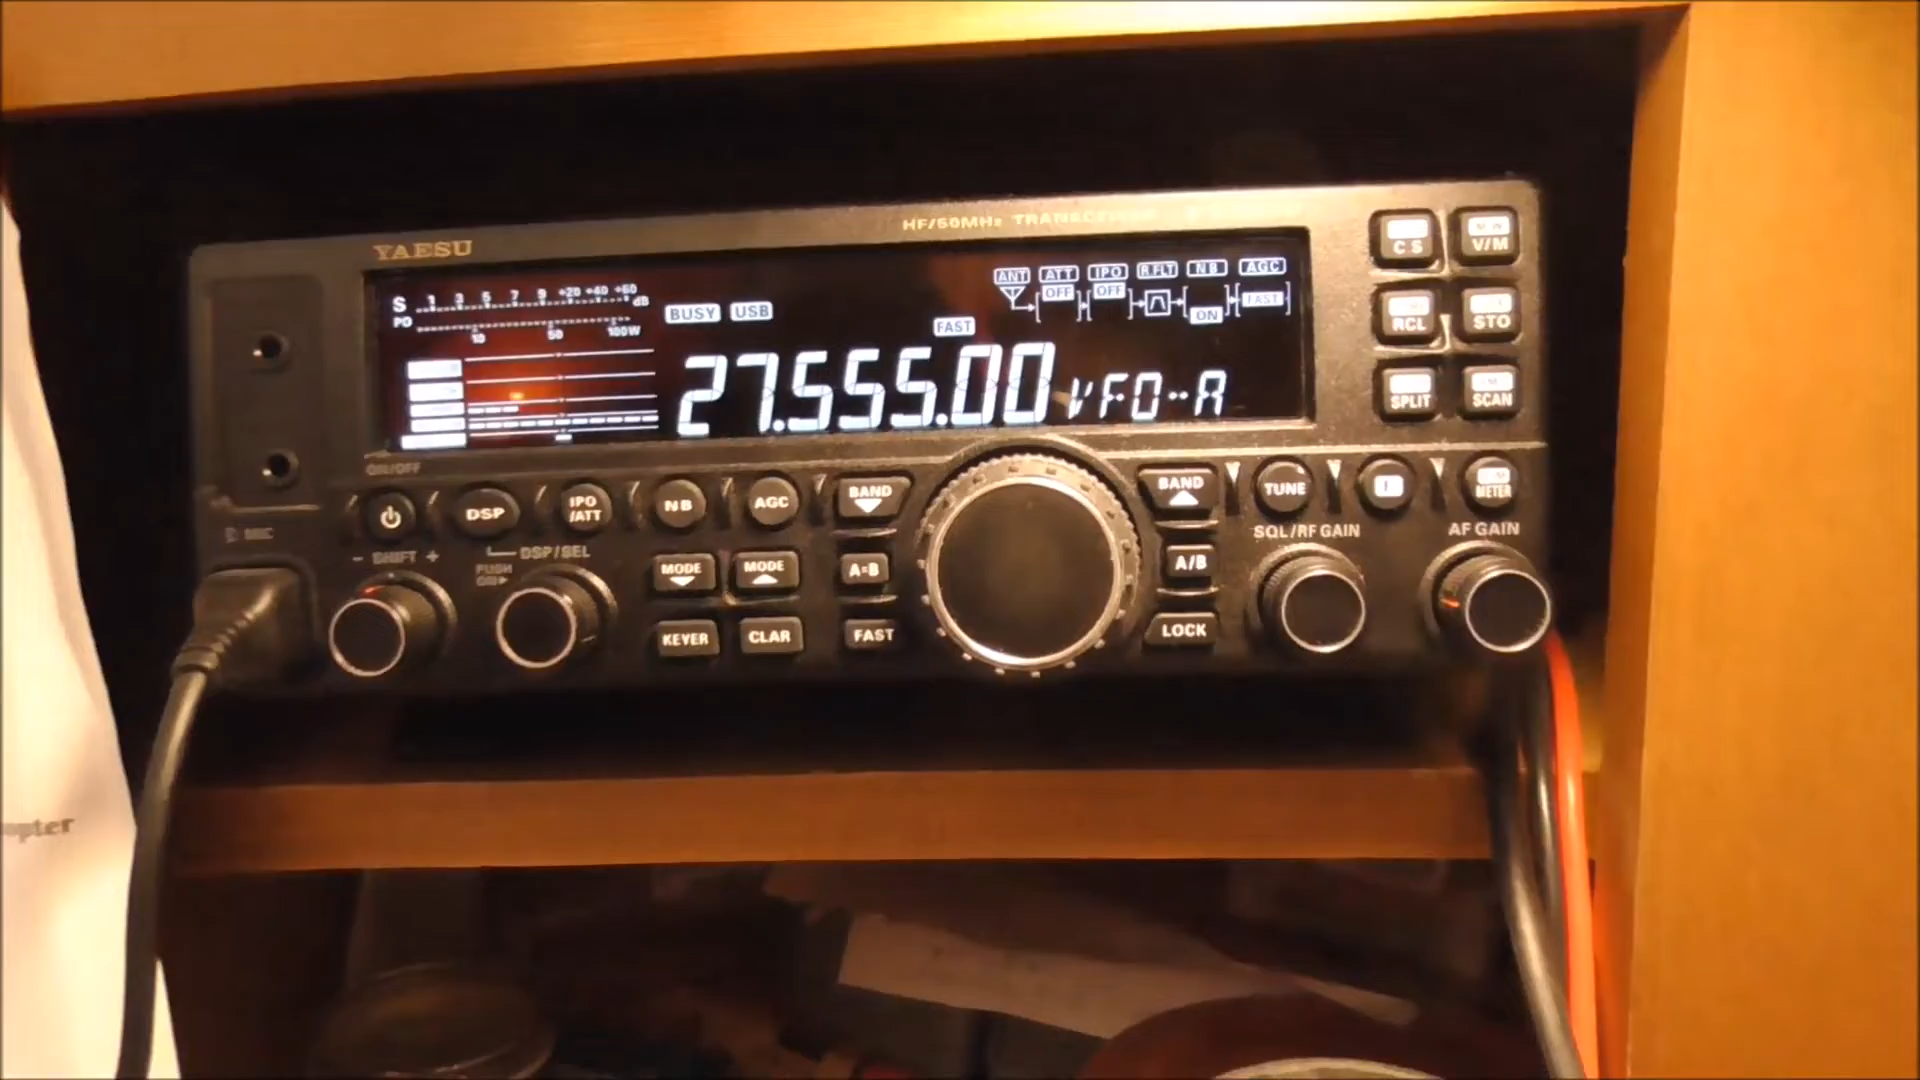 YAESU
HF/50MHz
S 1 3 5 7 9 +20 +40 +60 dB
PO 10 50 100W
BUSY USB
FAST
ANT ATT IPO R.FLT NB AGC
OFF OFF ON FAST
27.555.00 VFO-A
C.S V/M
RCL STO
SPLIT SCAN
ON/OFF
DSP IPO/ATT NB AGC BAND BAND TUNE METER
MIC
- SHIFT + DSP/SEL SQL/RF GAIN AF GAIN
PUSH ON
MODE MODE A=B A/B
KEYER CLAR FAST LOCK